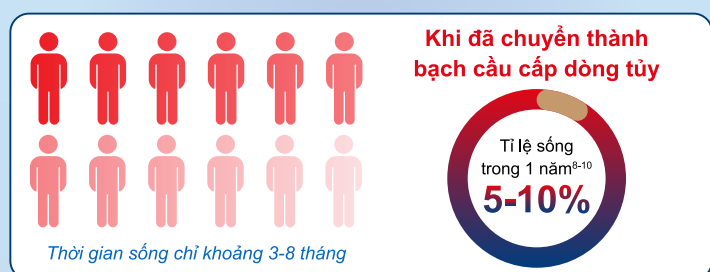 Khi đã chuyển thành
bạch cầu cấp dòng tủy
Tỉ lệ sống
trong 1 năm⁸⁻¹⁰
5-10%
Thời gian sống chỉ khoảng 3-8 tháng